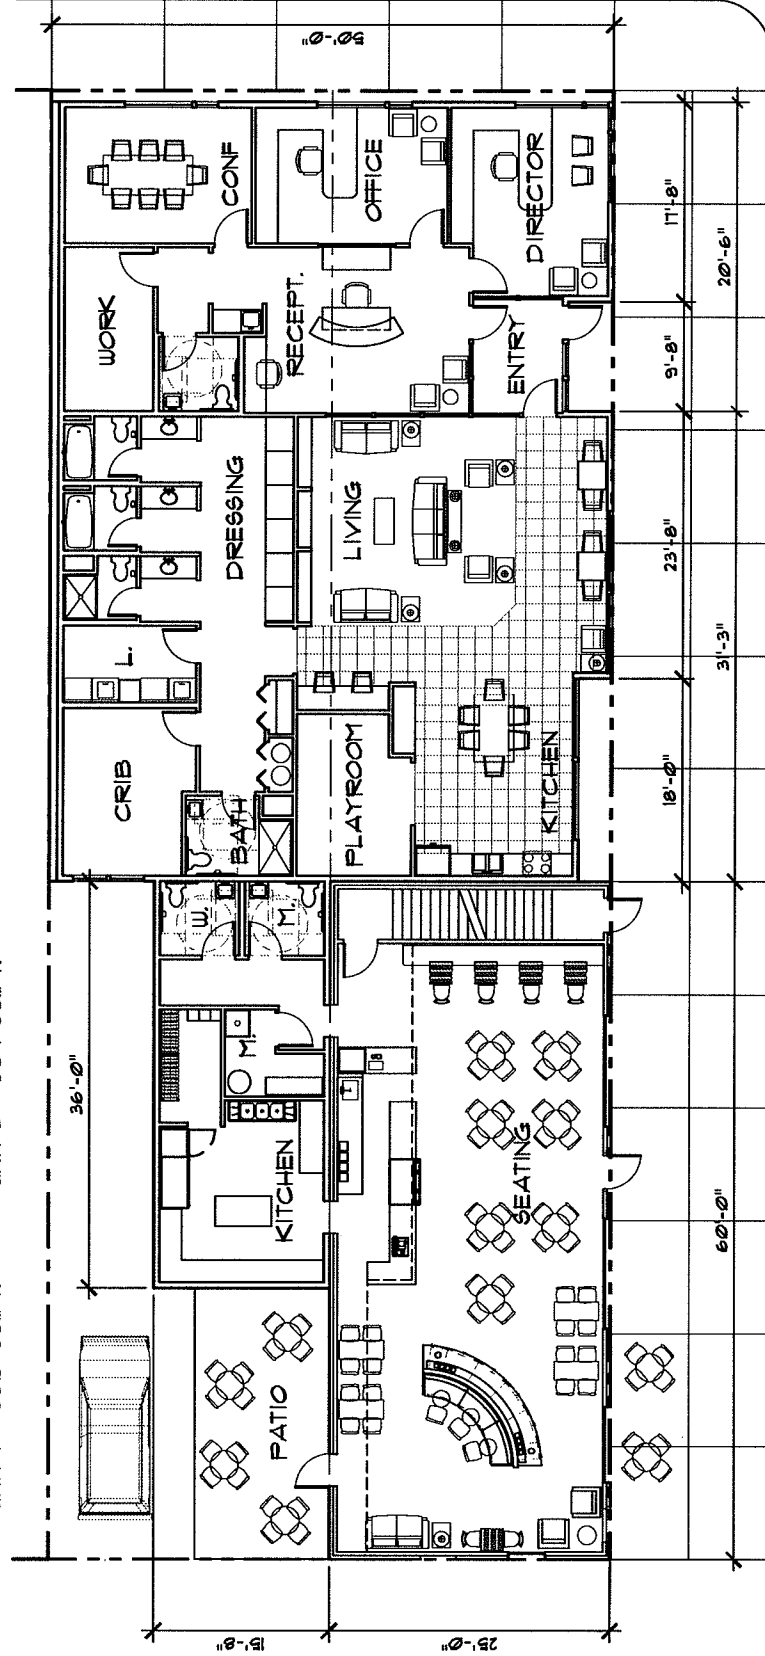 50'-0"
CONF
OFFICE
DIRECTOR
17'-8"
20'-6"
WORK
RECEPT.
ENTRY
9'-8"
DRESSING
LIVING
23'-8"
31'-3"
L.
CRIB
BATH
PLAYROOM
KITCHEN
18'-0"
W.
M.
36'-0"
M.
KITCHEN
SEATING
60'-0"
PATIO
15'-8"
25'-0"